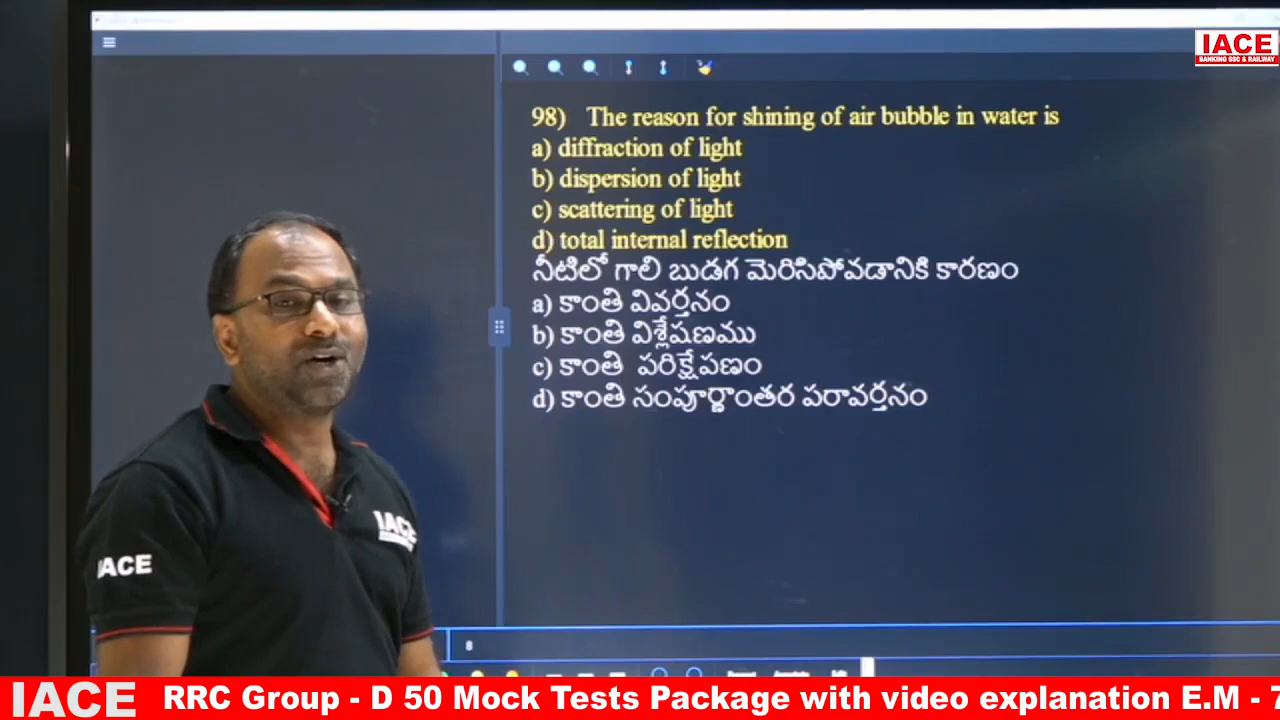 IACE
BANKING SSC & RAILWAY
98) The reason for shining of air bubble in water is
a) diffraction of light
b) dispersion of light
c) scattering of light
d) total internal reflection
నీటిలో గాలి బుడగ మెరిసిపోవడానికి కారణం
a) కాంతి వివర్తనం
b) కాంతి విశ్లేషణము
c) కాంతి పరిక్షేపణం
d) కాంతి సంపూర్ణాంతర పరావర్తనం
IACE
IACE
8
IACE RRC Group - D 50 Mock Tests Package with video explanation E.M - 7